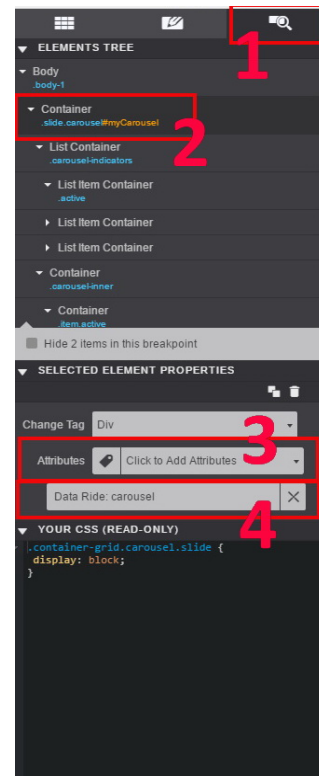 1
ELEMENTS TREE
Body
.body-1
Container
.slide.carousel#myCarousel
2
List Container
.carousel-indicators
List Item Container
.active
List Item Container
List Item Container
Container
.carousel-inner
Container
.item.active
Hide 2 items in this breakpoint
SELECTED ELEMENT PROPERTIES
Change Tag Div
3
Attributes Click to Add Attributes
Data Ride: carousel
4
YOUR CSS (READ-ONLY)
.container-grid.carousel.slide {
display: block;
}